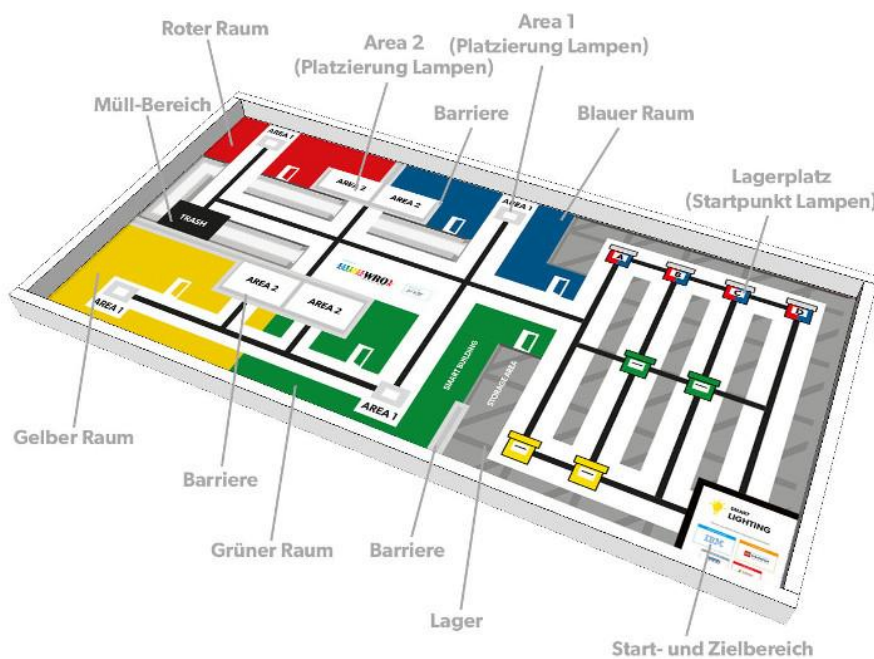 Roter Raum
Area 2
(Platzierung Lampen)
Area 1
(Platzierung Lampen)
Müll-Bereich
Barriere
Blauer Raum
Lagerplatz
(Startpunkt Lampen)
AREA 1
AREA 2
AREA 2
AREA 1
TRASH
A
B
C
D
WRO
AREA 2
AREA 2
AREA 1
SMART BUILDING
STORAGE AREA
AREA 1
SMART
LIGHTING
IBM
Gelber Raum
Barriere
Grüner Raum
Barriere
Lager
Start- und Zielbereich